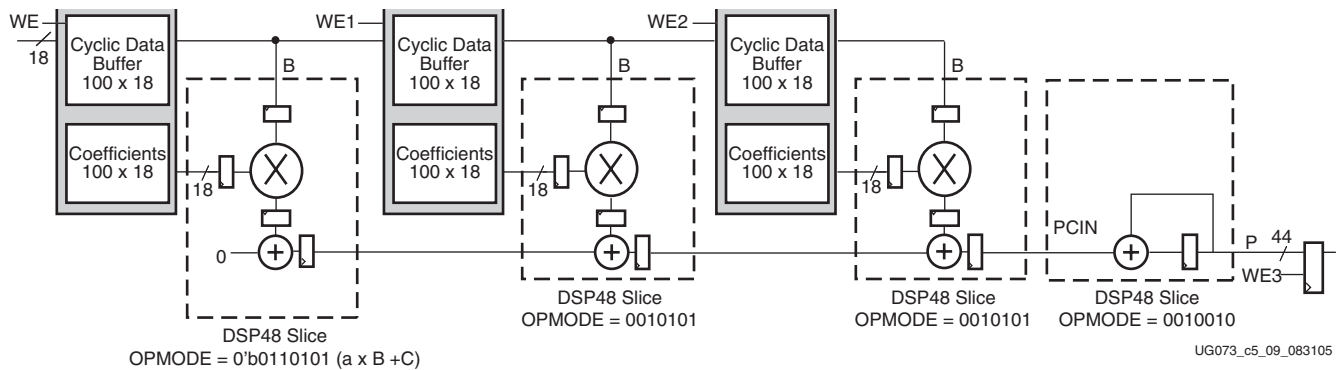 WE
18
Cyclic Data
Buffer
100 x 18
Coefficients
100 x 18
18
B
0
DSP48 Slice
OPMODE = 0'b0110101 (a x B +C)
WE1
Cyclic Data
Buffer
100 x 18
Coefficients
100 x 18
18
B
DSP48 Slice
OPMODE = 0010101
WE2
Cyclic Data
Buffer
100 x 18
Coefficients
100 x 18
18
B
DSP48 Slice
OPMODE = 0010101
PCIN
P
44
WE3
DSP48 Slice
OPMODE = 0010010
UG073_c5_09_083105